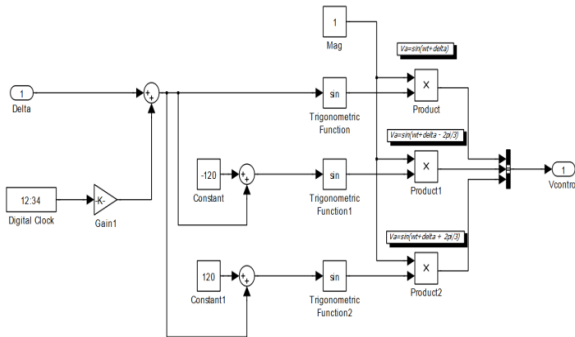 1
Mag
Va=sin(wt+delta)
1
Delta
+
+
sin
Trigonometric
Function
×
Product
Va=sin(wt+delta - 2pi/3)
12:34
Digital Clock
-K-
Gain1
-120
Constant
+
+
sin
Trigonometric
Function1
×
Product1
1
Vcontrol
Va=sin(wt+delta + 2pi/3)
120
Constant1
+
+
sin
Trigonometric
Function2
×
Product2